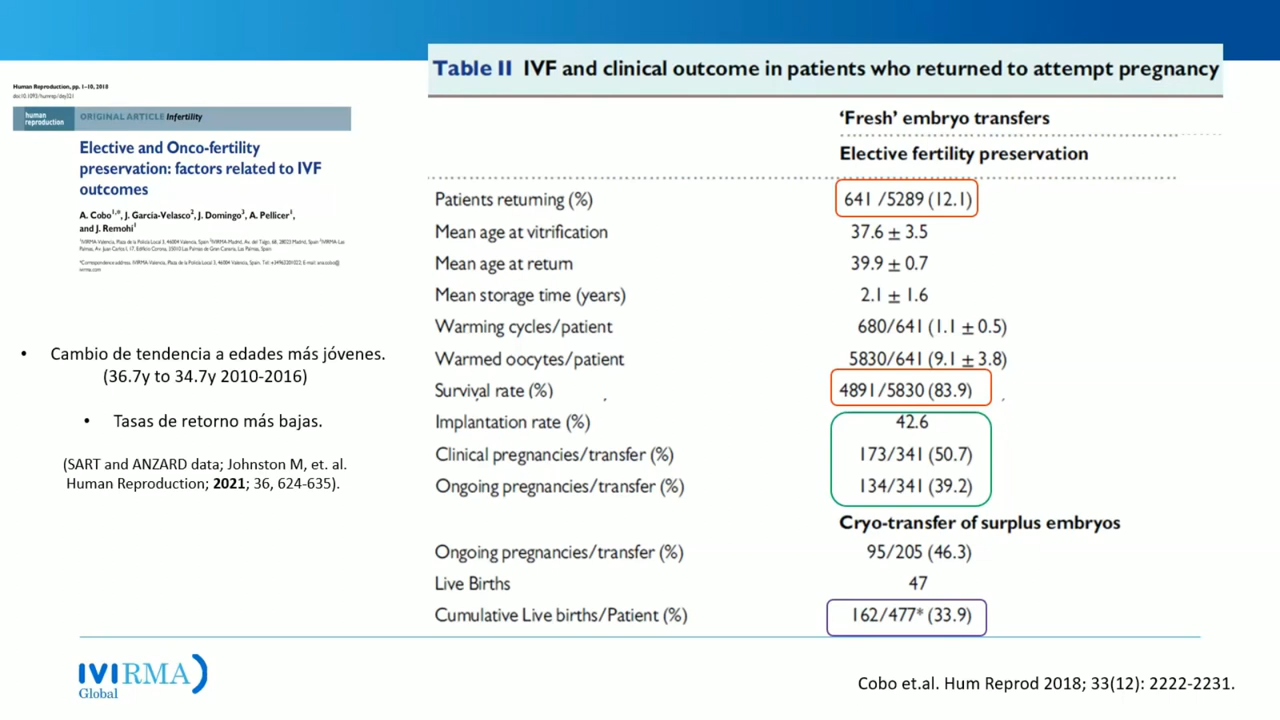 Table II IVF and clinical outcome in patients who returned to attempt pregnancy
Human Reproduction, pp. 1–10, 2018
human
reproduction
ORIGINAL ARTICLE Infertility
Elective and Onco-fertility
preservation: factors related to IVF
outcomes
A. Cobo1,*, J. García-Velasco2, J. Domingo3, A. Pellicer1,
and J. Remohí1
• Cambio de tendencia a edades más jóvenes.
(36.7y to 34.7y 2010-2016)
• Tasas de retorno más bajas.
(SART and ANZARD data; Johnston M, et. al.
Human Reproduction; 2021; 36, 624-635).
'Fresh' embryo transfers
Elective fertility preservation
Patients returning (%) 641 /5289 (12.1)
Mean age at vitrification 37.6 ± 3.5
Mean age at return 39.9 ± 0.7
Mean storage time (years) 2.1 ± 1.6
Warming cycles/patient 680/641 (1.1 ± 0.5)
Warmed oocytes/patient 5830/641 (9.1 ± 3.8)
Survival rate (%) 4891/5830 (83.9)
Implantation rate (%) 42.6
Clinical pregnancies/transfer (%) 173/341 (50.7)
Ongoing pregnancies/transfer (%) 134/341 (39.2)
Cryo-transfer of surplus embryos
Ongoing pregnancies/transfer (%) 95/205 (46.3)
Live Births 47
Cumulative Live births/Patient (%) 162/477* (33.9)
IVIRMA
Global
Cobo et.al. Hum Reprod 2018; 33(12): 2222-2231.